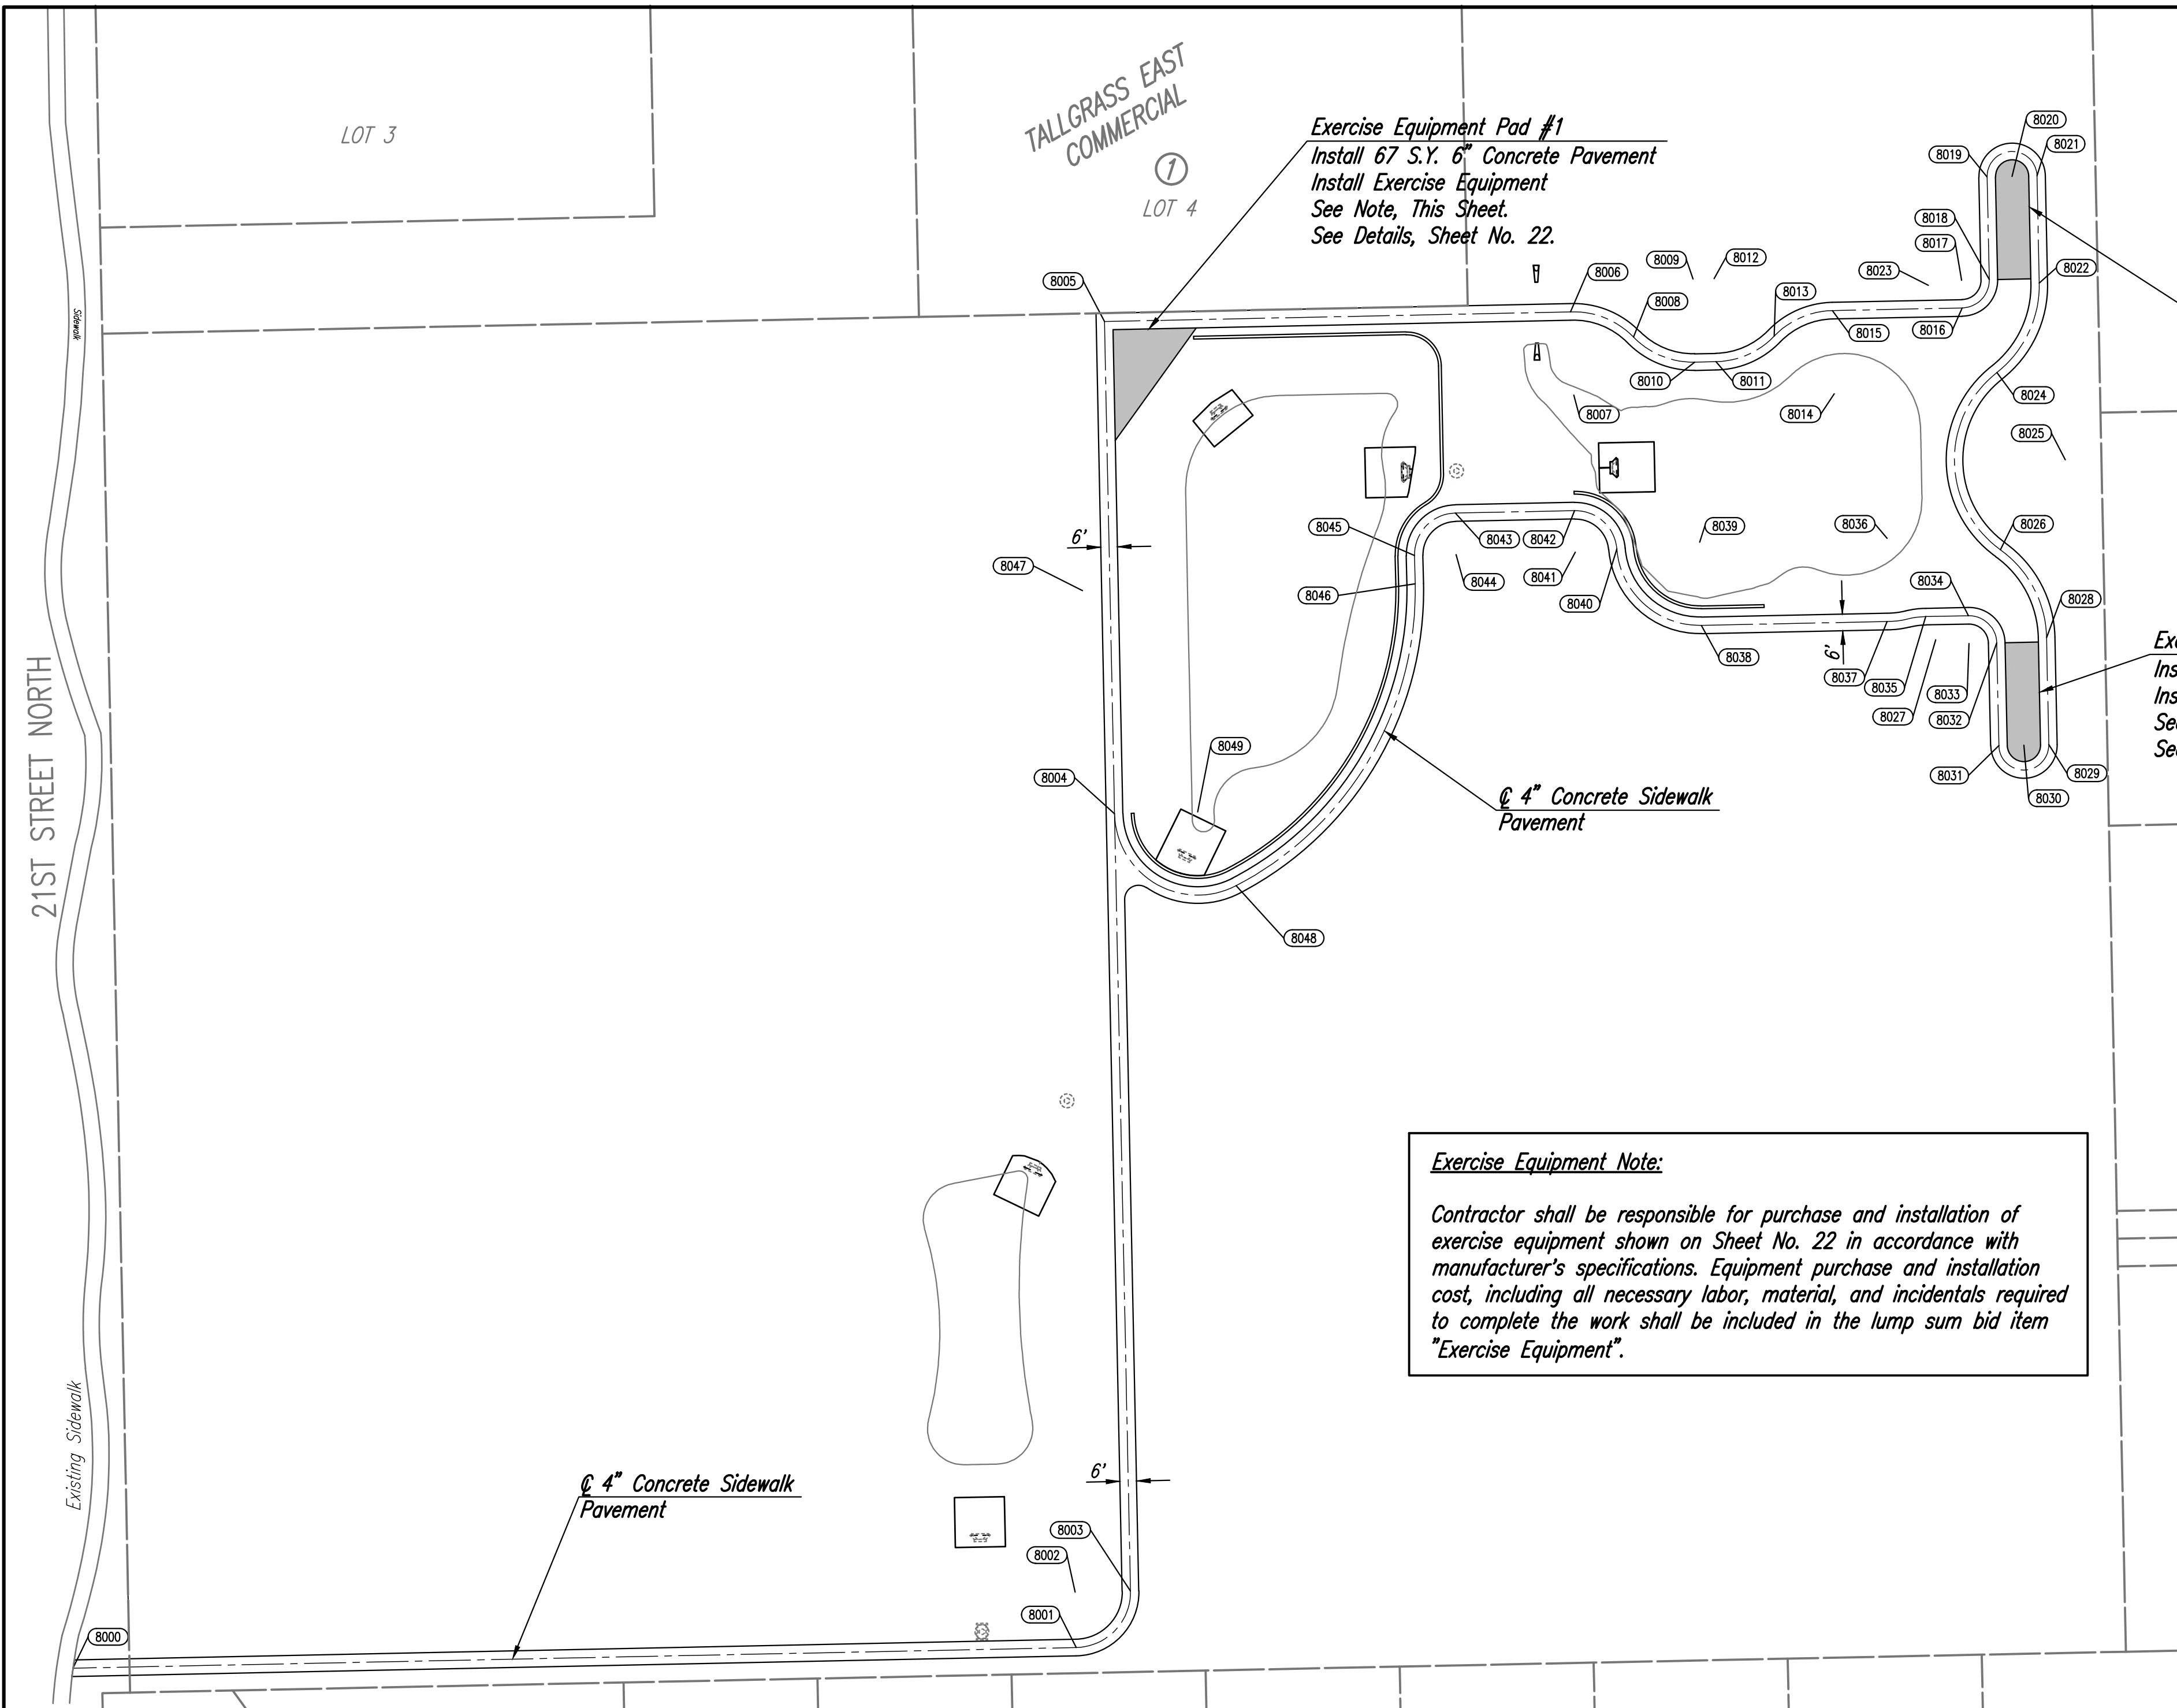 LOT 3
TALLGRASS EAST
COMMERCIAL
1
LOT 4
Exercise Equipment Pad #1
Install 67 S.Y. 6" Concrete Pavement
Install Exercise Equipment
See Note, This Sheet.
See Details, Sheet No. 22.
8020
8021
8019
8018
8017
8009
8012
8006
8023
8022
8005
8013
8008
8015
8016
Sidewalk
8010
8011
8024
8007
8014
8025
8045
8039
8036
8026
6'
8043
8042
8047
8044
8041
8034
8046
8040
8028
Exe
Ins
Ins
See
See
6'
8038
8037
8035
8033
8027
8032
21ST STREET NORTH
8049
8004
8031
8029
8030
℄ 4" Concrete Sidewalk
Pavement
8048
Exercise Equipment Note:
Contractor shall be responsible for purchase and installation of
exercise equipment shown on Sheet No. 22 in accordance with
manufacturer's specifications. Equipment purchase and installation
cost, including all necessary labor, material, and incidentals required
to complete the work shall be included in the lump sum bid item
"Exercise Equipment".
Existing Sidewalk
℄ 4" Concrete Sidewalk
Pavement
6'
8003
8002
8001
8000